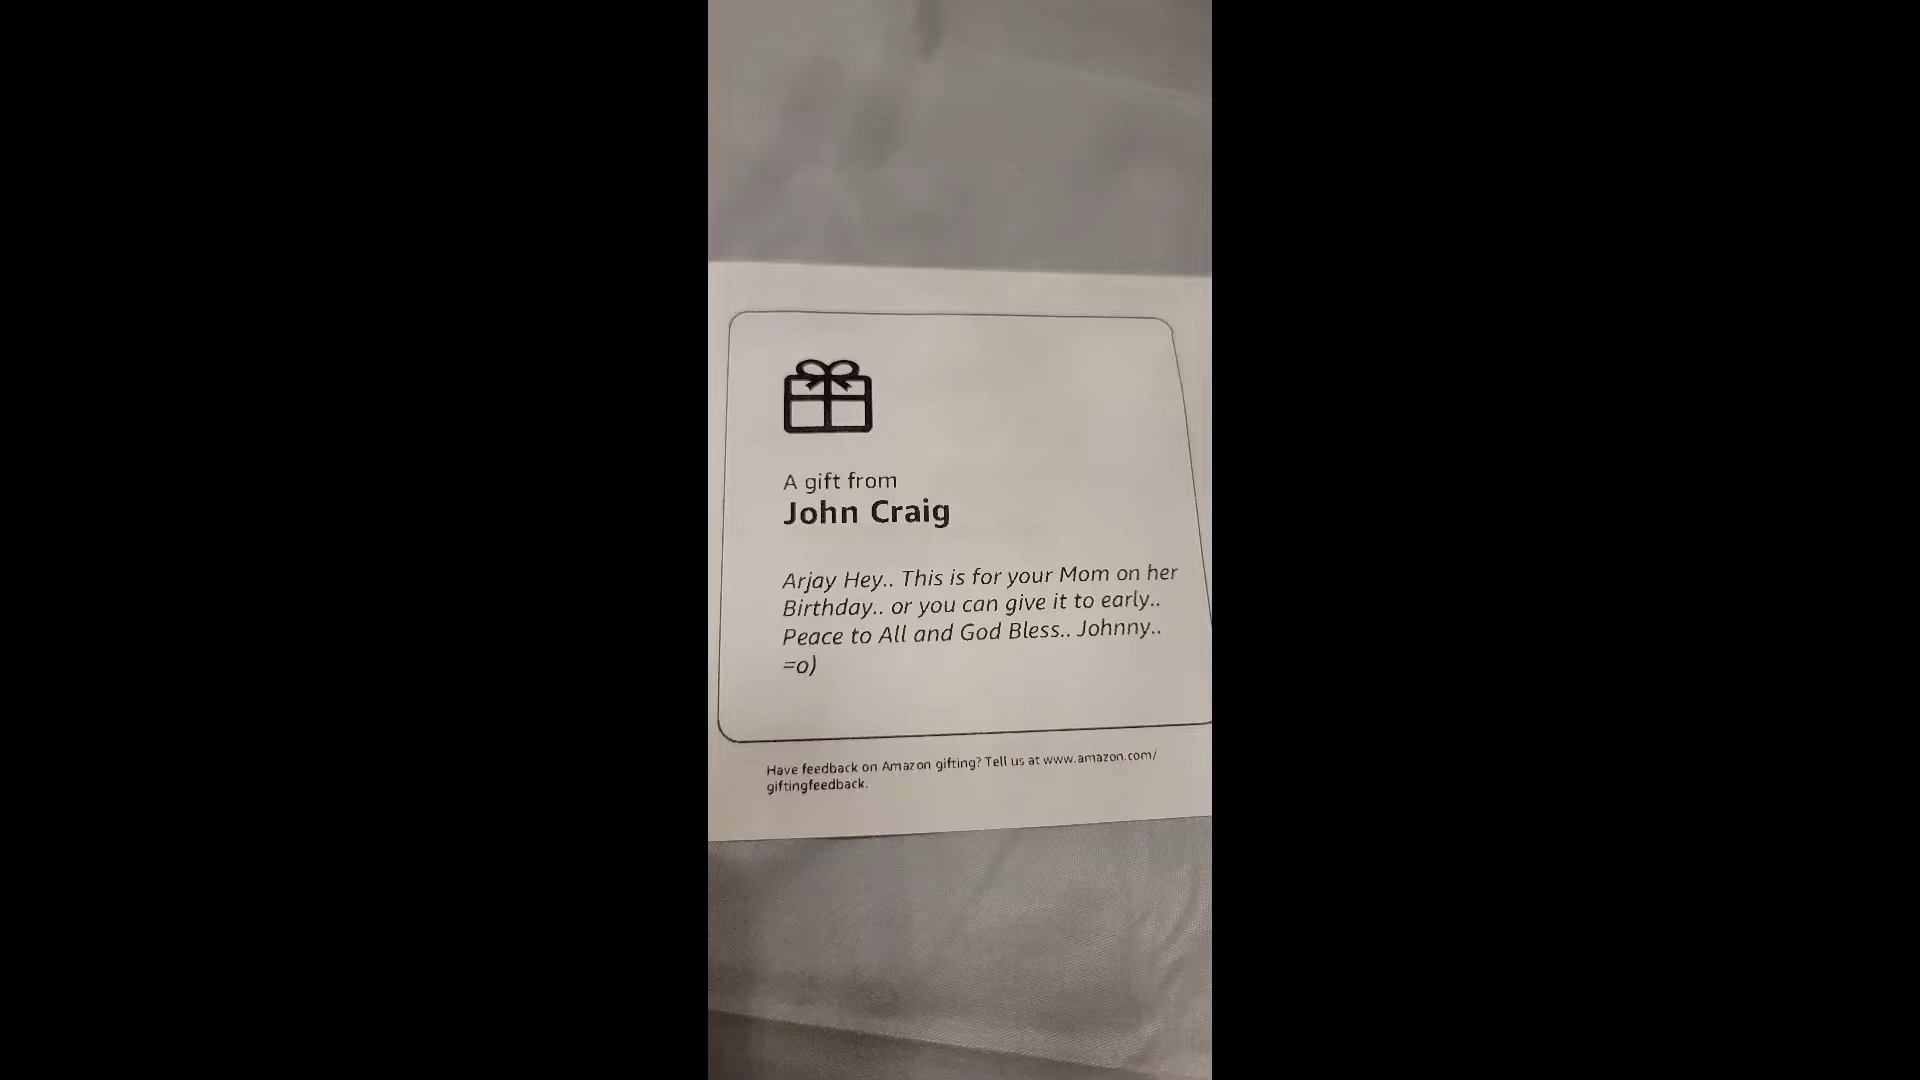 A gift from
John Craig
Arjay Hey.. This is for your Mom on her
Birthday.. or you can give it to early..
Peace to All and God Bless.. Johnny..
=o)
Have feedback on Amazon gifting? Tell us at www.amazon.com/
giftingfeedback.